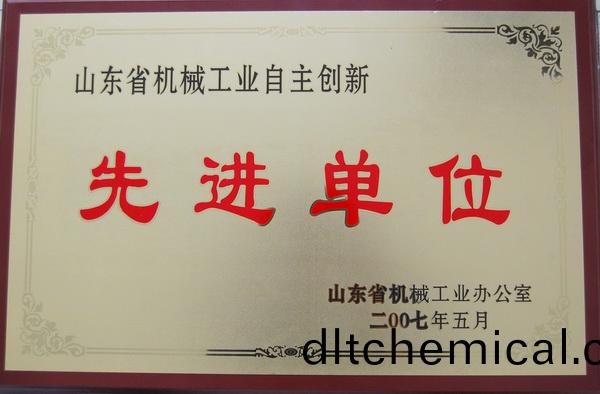 山东省机械工业自主创新
先进单位
山东省机械工业办公室
二00七年五月
dltchemical.c